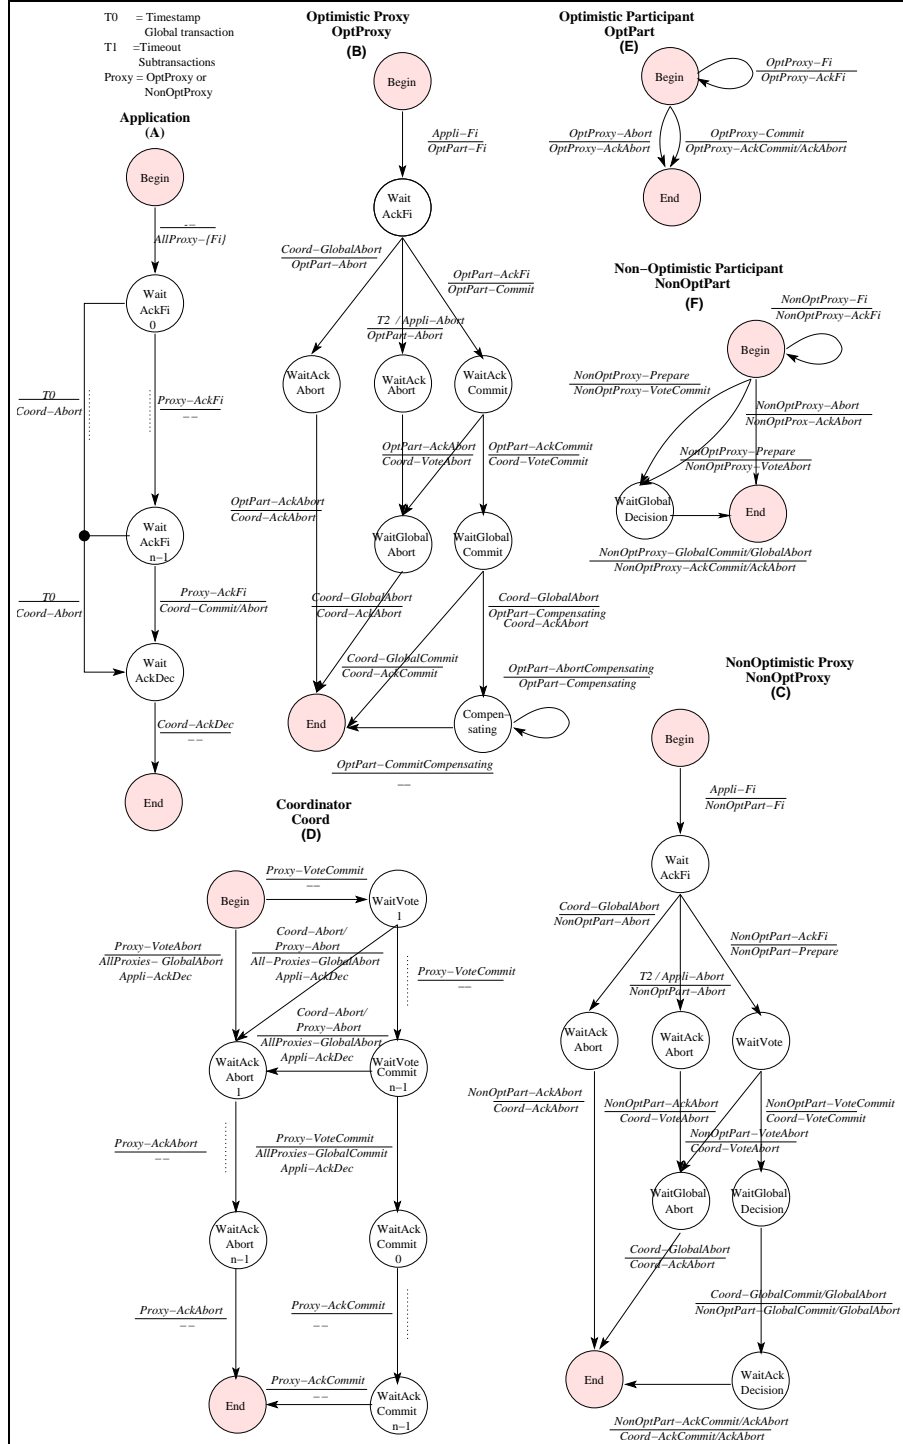 T0 = Timestamp
Global transaction
T1 =Timeout
Subtransactions
Proxy = OptProxy or
NonOptProxy
Application
(A)
Begin
--
AllProxy-{Fi}
Wait
AckFi
0
T0
Coord-Abort
Proxy-AckFi
--
Wait
AckFi
n-1
T0
Coord-Abort
Proxy-AckFi
Coord-Commit/Abort
Wait
AckDec
Coord-AckDec
--
End
Optimistic Proxy
OptProxy
(B)
Begin
Appli-Fi
OptPart-Fi
Wait
AckFi
Coord-GlobalAbort
OptPart-Abort
T2 / Appli-Abort
OptPart-Abort
OptPart-AckFi
OptPart-Commit
WaitAck
Abort
WaitAck
Abort
WaitAck
Commit
OptPart-AckAbort
Coord-AckAbort
OptPart-AckAbort
Coord-VoteAbort
OptPart-AckCommit
Coord-VoteCommit
WaitGlobal
Abort
WaitGlobal
Commit
Coord-GlobalAbort
Coord-AckAbort
Coord-GlobalAbort
OptPart-Compensating
Coord-AckAbort
Coord-GlobalCommit
Coord-AckCommit
OptPart-AbortCompensating
OptPart-Compensating
End
Compen-
sating
OptPart-CommitCompensating
--
Optimistic Participant
OptPart
(E)
Begin
OptProxy-Fi
OptProxy-AckFi
OptProxy-Abort
OptProxy-AckAbort
OptProxy-Commit
OptProxy-AckCommit/AckAbort
End
Non-Optimistic Participant
NonOptPart
(F)
NonOptProxy-Fi
NonOptProxy-AckFi
Begin
NonOptProxy-Prepare
NonOptProxy-VoteCommit
NonOptProxy-Abort
NonOptProx-AckAbort
NonOptProxy-Prepare
NonOptProxy-VoteAbort
WaitGlobal
Decision
End
NonOptProxy-GlobalCommit/GlobalAbort
NonOptProxy-AckCommit/AckAbort
NonOptimistic Proxy
NonOptProxy
(C)
Begin
Appli-Fi
NonOptPart-Fi
Wait
AckFi
Coord-GlobalAbort
NonOptPart-Abort
T2 / Appli-Abort
NonOptPart-Abort
NonOptPart-AckFi
NonOptPart-Prepare
WaitAck
Abort
WaitAck
Abort
WaitVote
NonOptPart-AckAbort
Coord-AckAbort
NonOptPart-AckAbort
Coord-VoteAbort
NonOptPart-VoteCommit
Coord-VoteCommit
NonOptPart-VoteAbort
Coord-VoteAbort
WaitGlobal
Abort
WaitGlobal
Decision
Coord-GlobalAbort
Coord-AckAbort
Coord-GlobalCommit/GlobalAbort
NonOptPart-GlobalCommit/GlobalAbort
End
WaitAck
Decision
NonOptPart-AckCommit/AckAbort
Coord-AckCommit/AckAbort
Coordinator
Coord
(D)
Begin
Proxy-VoteCommit
--
WaitVote
1
Proxy-VoteAbort
AllProxies-GlobalAbort
Appli-AckDec
Coord-Abort/
Proxy-Abort
All-Proxies-GlobalAbort
Appli-AckDec
Proxy-VoteCommit
--
Coord-Abort/
Proxy-Abort
AllProxies-GlobalAbort
Appli-AckDec
WaitAck
Abort
1
WaitVote
Commit
n-1
Proxy-AckAbort
--
Proxy-VoteCommit
AllProxies-GlobalCommit
Appli-AckDec
WaitAck
Abort
n-1
WaitAck
Commit
0
Proxy-AckAbort
--
Proxy-AckCommit
--
End
Proxy-AckCommit
--
WaitAck
Commit
n-1